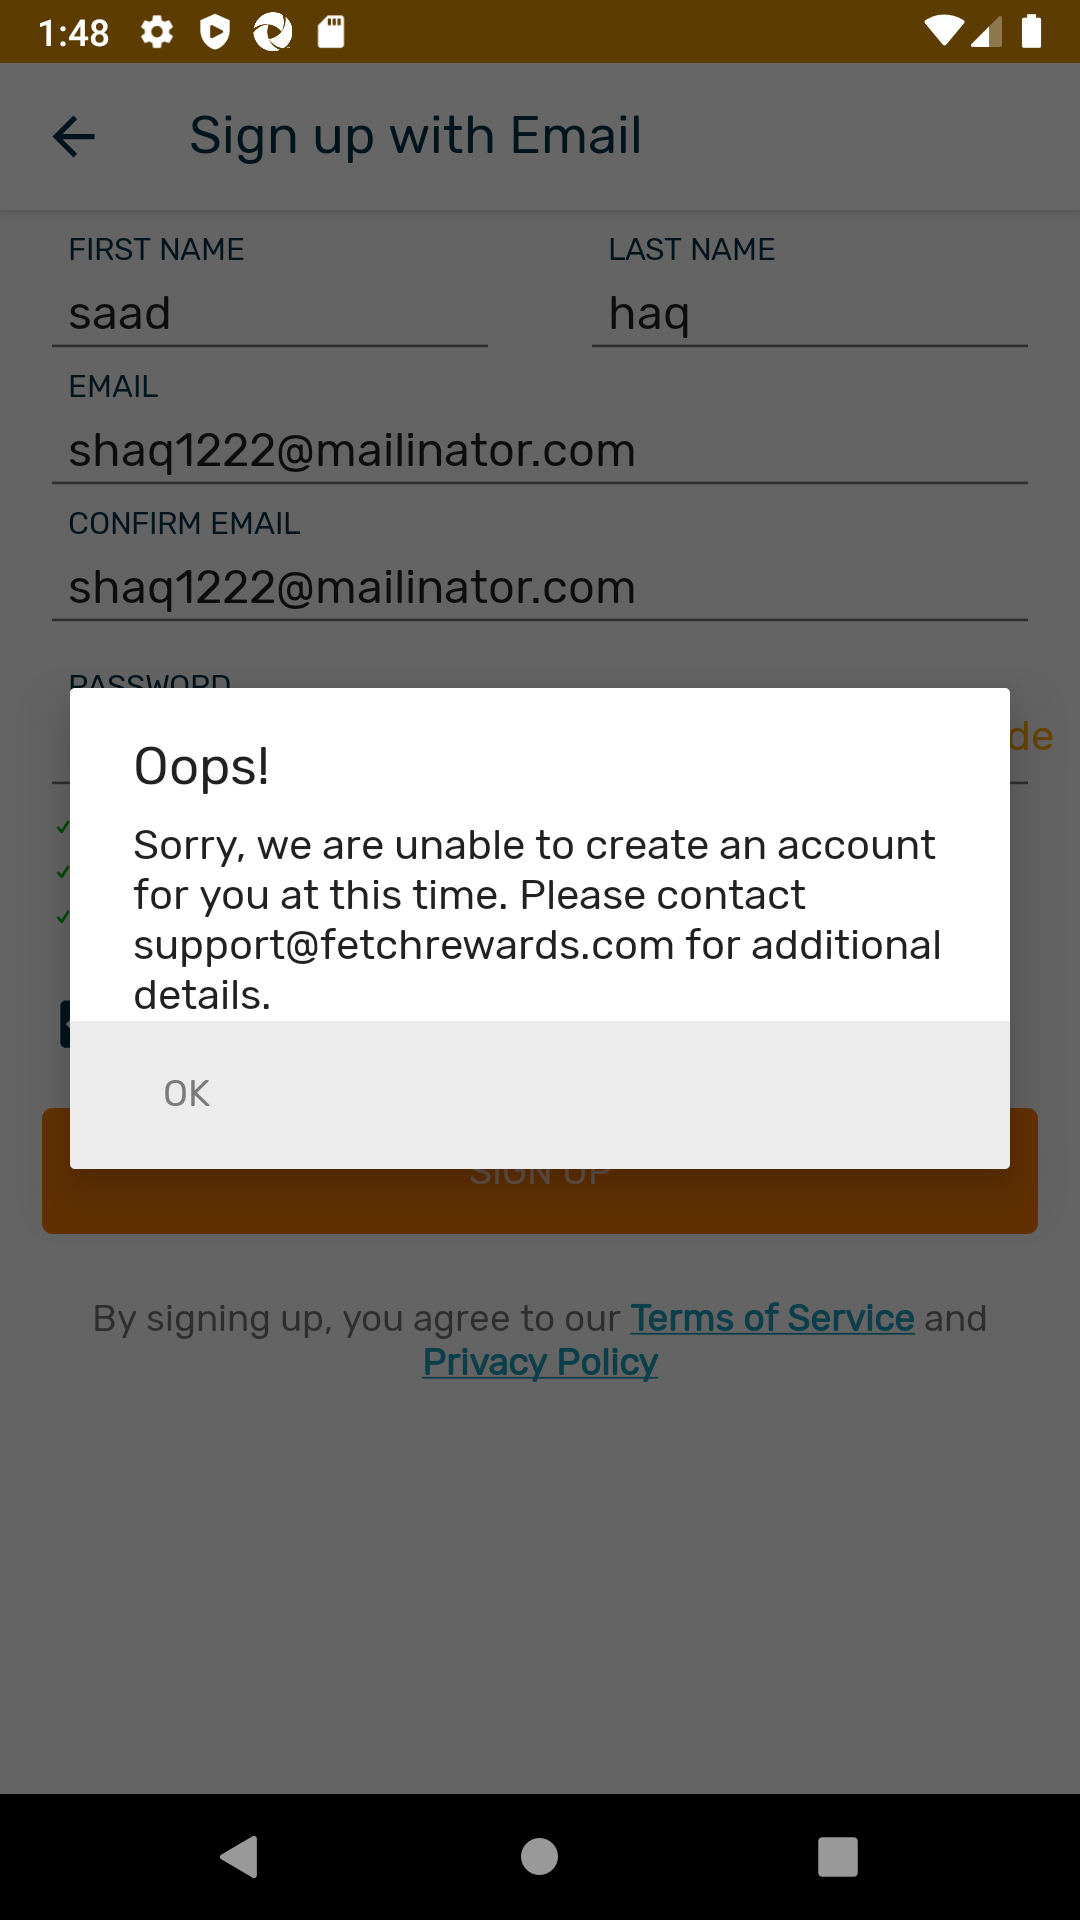 1:48
Sign up with Email
FIRST NAME
LAST NAME
saad
haq
EMAIL
shaq1222@mailinator.com
CONFIRM EMAIL
shaq1222@mailinator.com
PASSWORD
de
Oops!
Sorry, we are unable to create an account
for you at this time. Please contact
support@fetchrewards.com for additional
details.
OK
SIGN UP
By signing up, you agree to our Terms of Service and
Privacy Policy